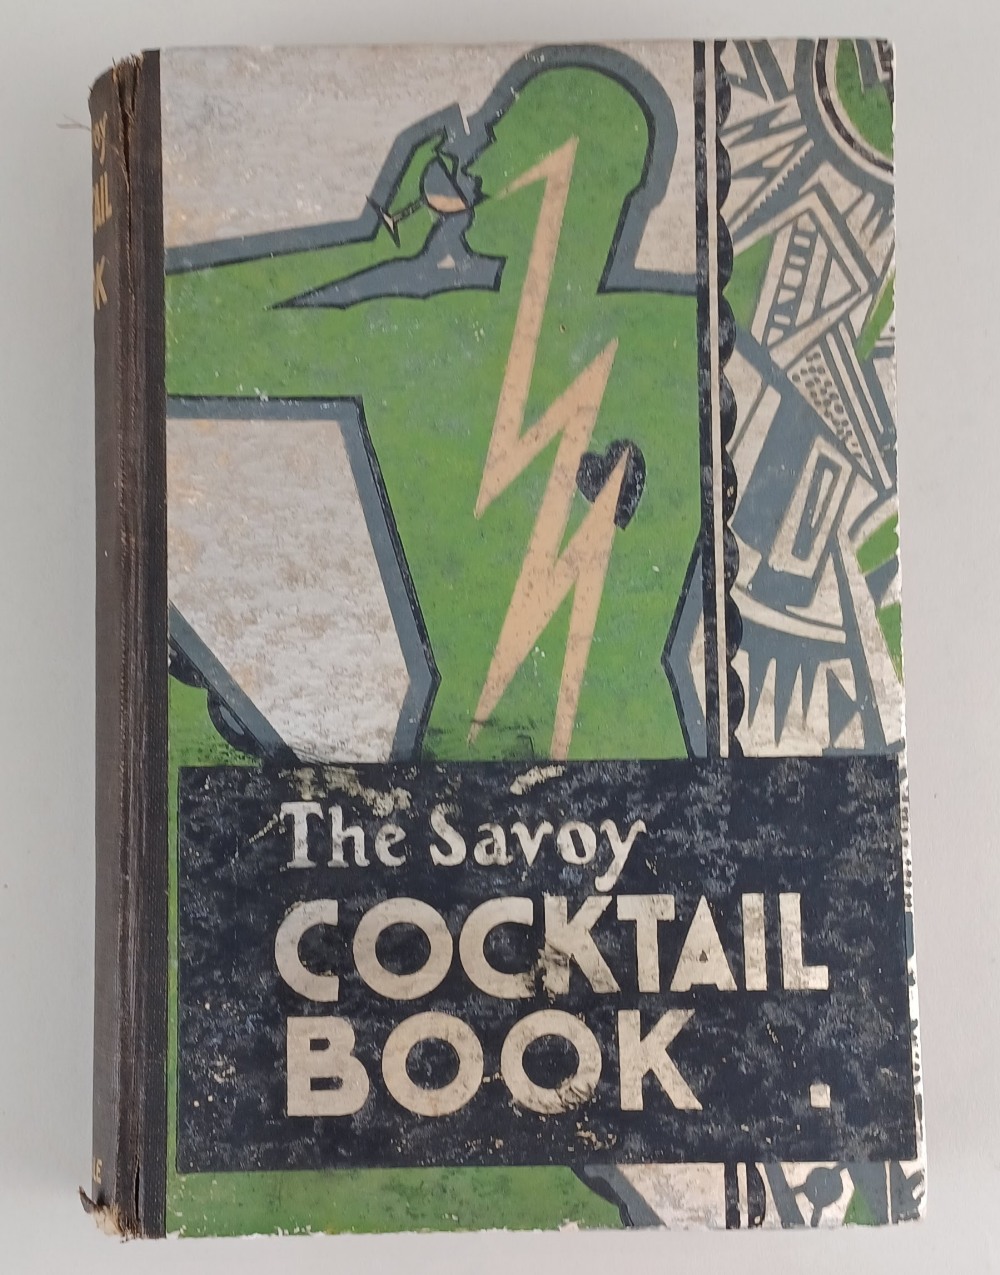 The Savoy
COCKTAIL
BOOK .